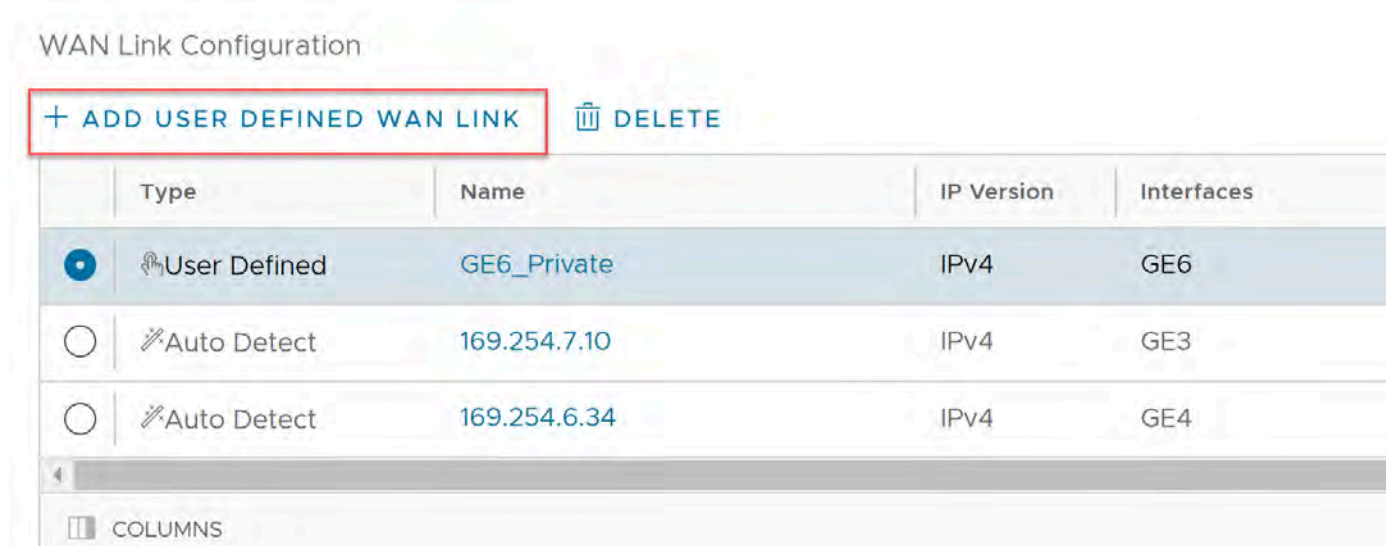 WAN Link Configuration
+ ADD USER DEFINED WAN LINK DELETE
Type Name IP Version Interfaces
User Defined GE6_Private IPv4 GE6
Auto Detect 169.254.7.10 IPv4 GE3
Auto Detect 169.254.6.34 IPv4 GE4
COLUMNS